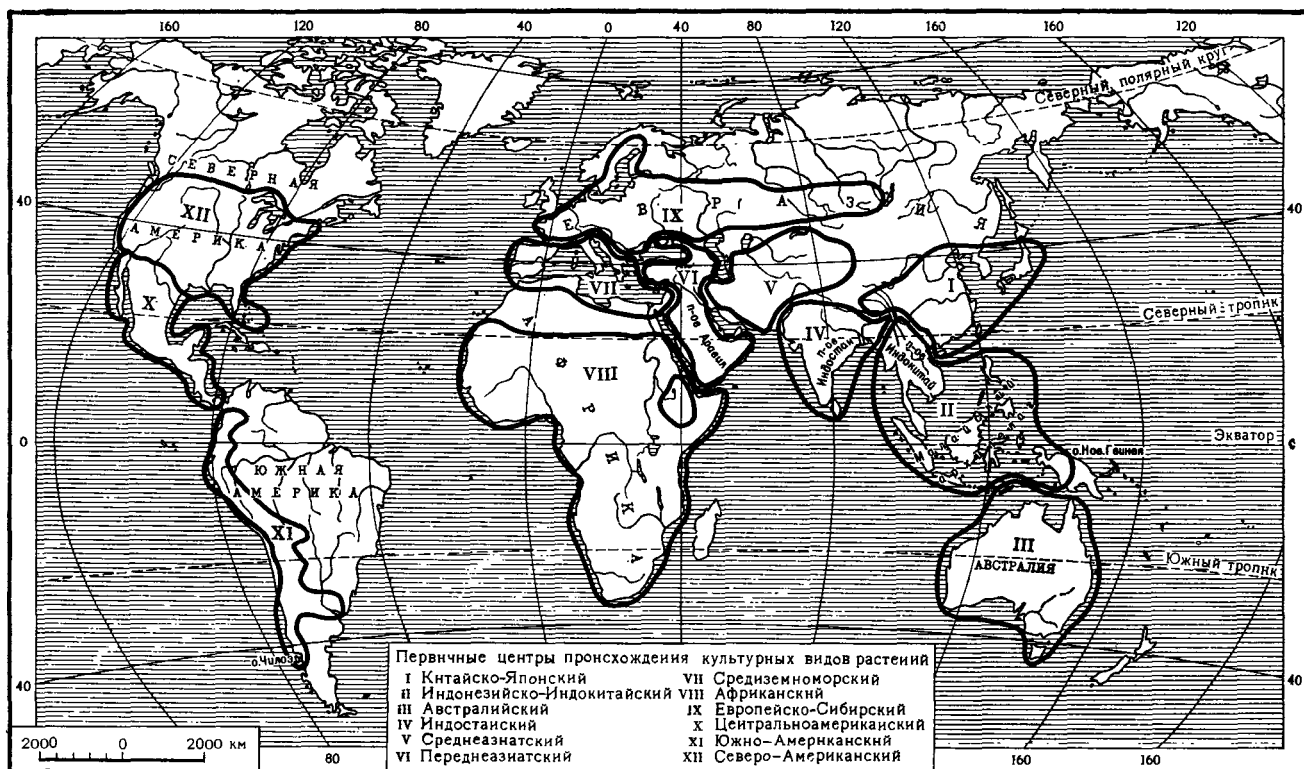 160 120 80 40 0 40 80 120 160 160 120
Северный полярный круг
СЕВЕРНАЯ
АМЕРИКА
XII
ЕВРАЗИЯ
IX
40
40
X
VII
VI
V
I
п-ов Аравия
IV
п-ов Индостан
п-ов Индокитай
Северный тропик
АФРИКА
VIII
II
Экватор
0
о.Нов.Гвинея
ЮЖНАЯ
АМЕРИКА
XI
III
АВСТРАЛИЯ
Южный тропик
о.Чилоэ
40
40
Первичные центры происхождения культурных видов растений
I Китайско-Японский
II Индонезийско-Индокитайский
III Австралийский
IV Индостанский
V Среднеазиатский
VI Переднеазиатский
VII Средиземноморский
VIII Африканский
IX Европейско-Сибирский
X Центральноамериканский
XI Южно-Американский
XII Северо-Американский
2000 0 2000 км
80
160 160